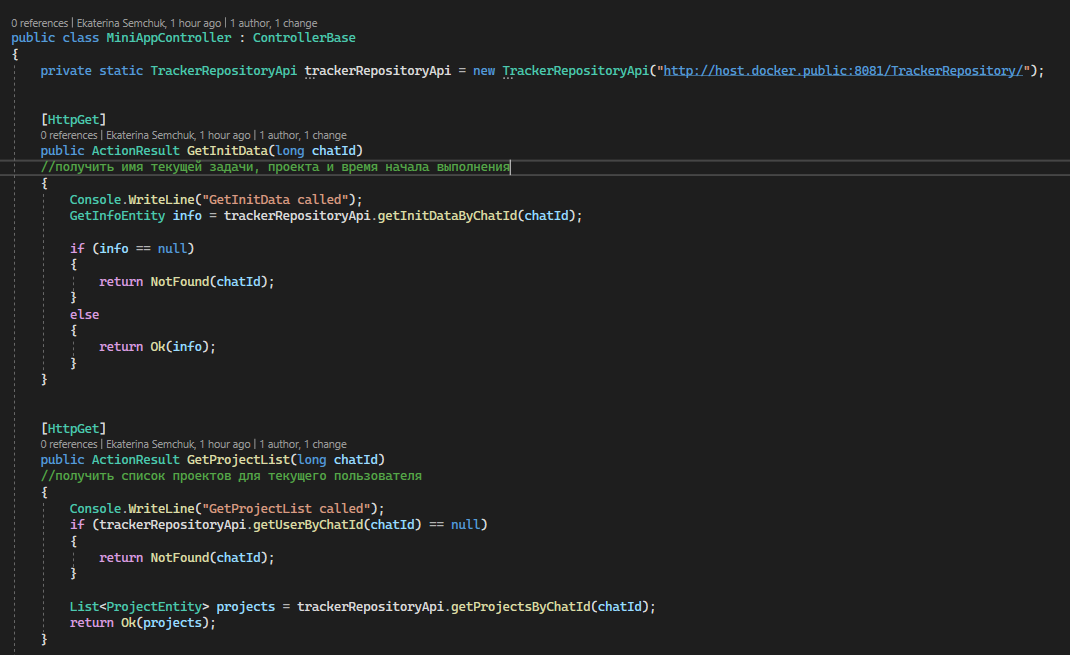 0 references | Ekaterina Semchuk, 1 hour ago | 1 author, 1 change
public class MiniAppController : ControllerBase
{
private static TrackerRepositoryApi trackerRepositoryApi = new TrackerRepositoryApi("http://host.docker.public:8081/TrackerRepository/");
[HttpGet]
0 references | Ekaterina Semchuk, 1 hour ago | 1 author, 1 change
public ActionResult GetInitData(long chatId)
//получить имя текущей задачи, проекта и время начала выполнения
{
Console.WriteLine("GetInitData called");
GetInfoEntity info = trackerRepositoryApi.getInitDataByChatId(chatId);
if (info == null)
{
return NotFound(chatId);
}
else
{
return Ok(info);
}
}
[HttpGet]
0 references | Ekaterina Semchuk, 1 hour ago | 1 author, 1 change
public ActionResult GetProjectList(long chatId)
//получить список проектов для текущего пользователя
{
Console.WriteLine("GetProjectList called");
if (trackerRepositoryApi.getUserByChatId(chatId) == null)
{
return NotFound(chatId);
}
List<ProjectEntity> projects = trackerRepositoryApi.getProjectsByChatId(chatId);
return Ok(projects);
}